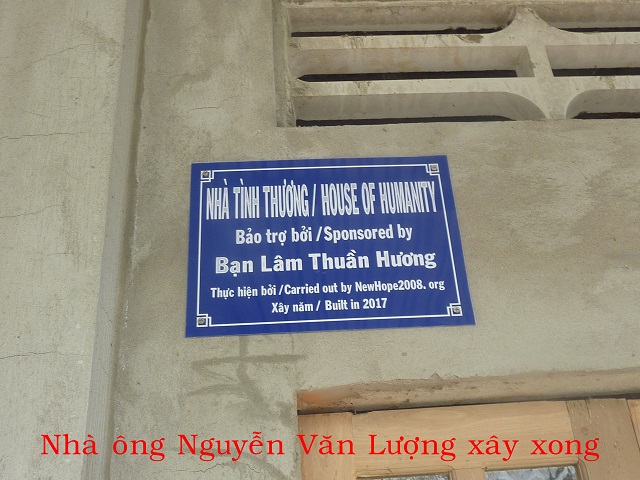 NHÀ TÌNH THƯƠNG / HOUSE OF HUMANITY
Bảo trợ bởi / Sponsored by
Bạn Lâm Thuần Hương
Thực hiện bởi / Carried out by NewHope2008. org
Xây năm / Built in 2017
Nhà ông Nguyễn Văn Lượng xây xong